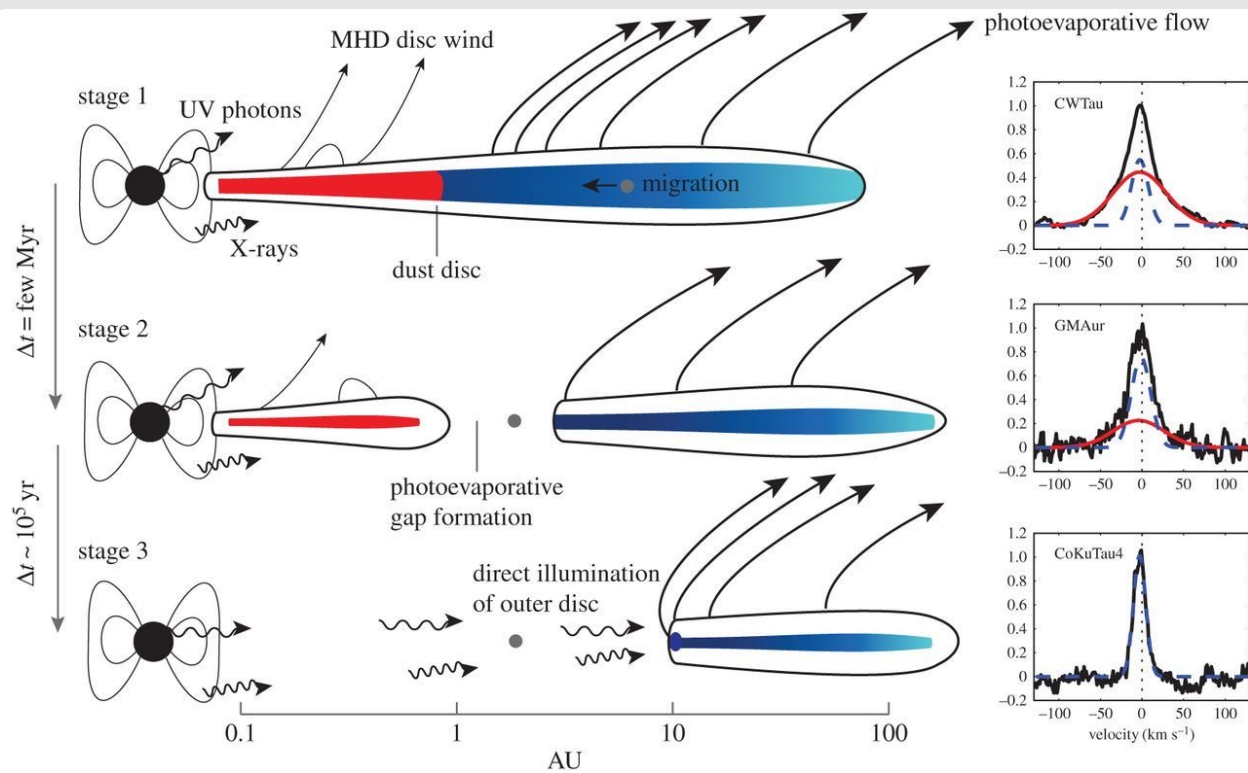 MHD disc wind
photoevaporative flow
stage 1
UV photons
migration
X-rays
dust disc
Δt = few Myr
stage 2
photoevaporative
gap formation
Δt ~ 10⁵ yr
stage 3
direct illumination
of outer disc
0.1
1
10
100
AU
1.2
1.0
0.8
0.6
0.4
0.2
0
−0.2
CWTau
−100 −50 0 50 100
1.2
1.0
0.8
0.6
0.4
0.2
0
−0.2
GMAur
−100 −50 0 50 100
1.2
1.0
0.8
0.6
0.4
0.2
0
−0.2
CoKuTau4
−100 −50 0 50 100
velocity (km s⁻¹)